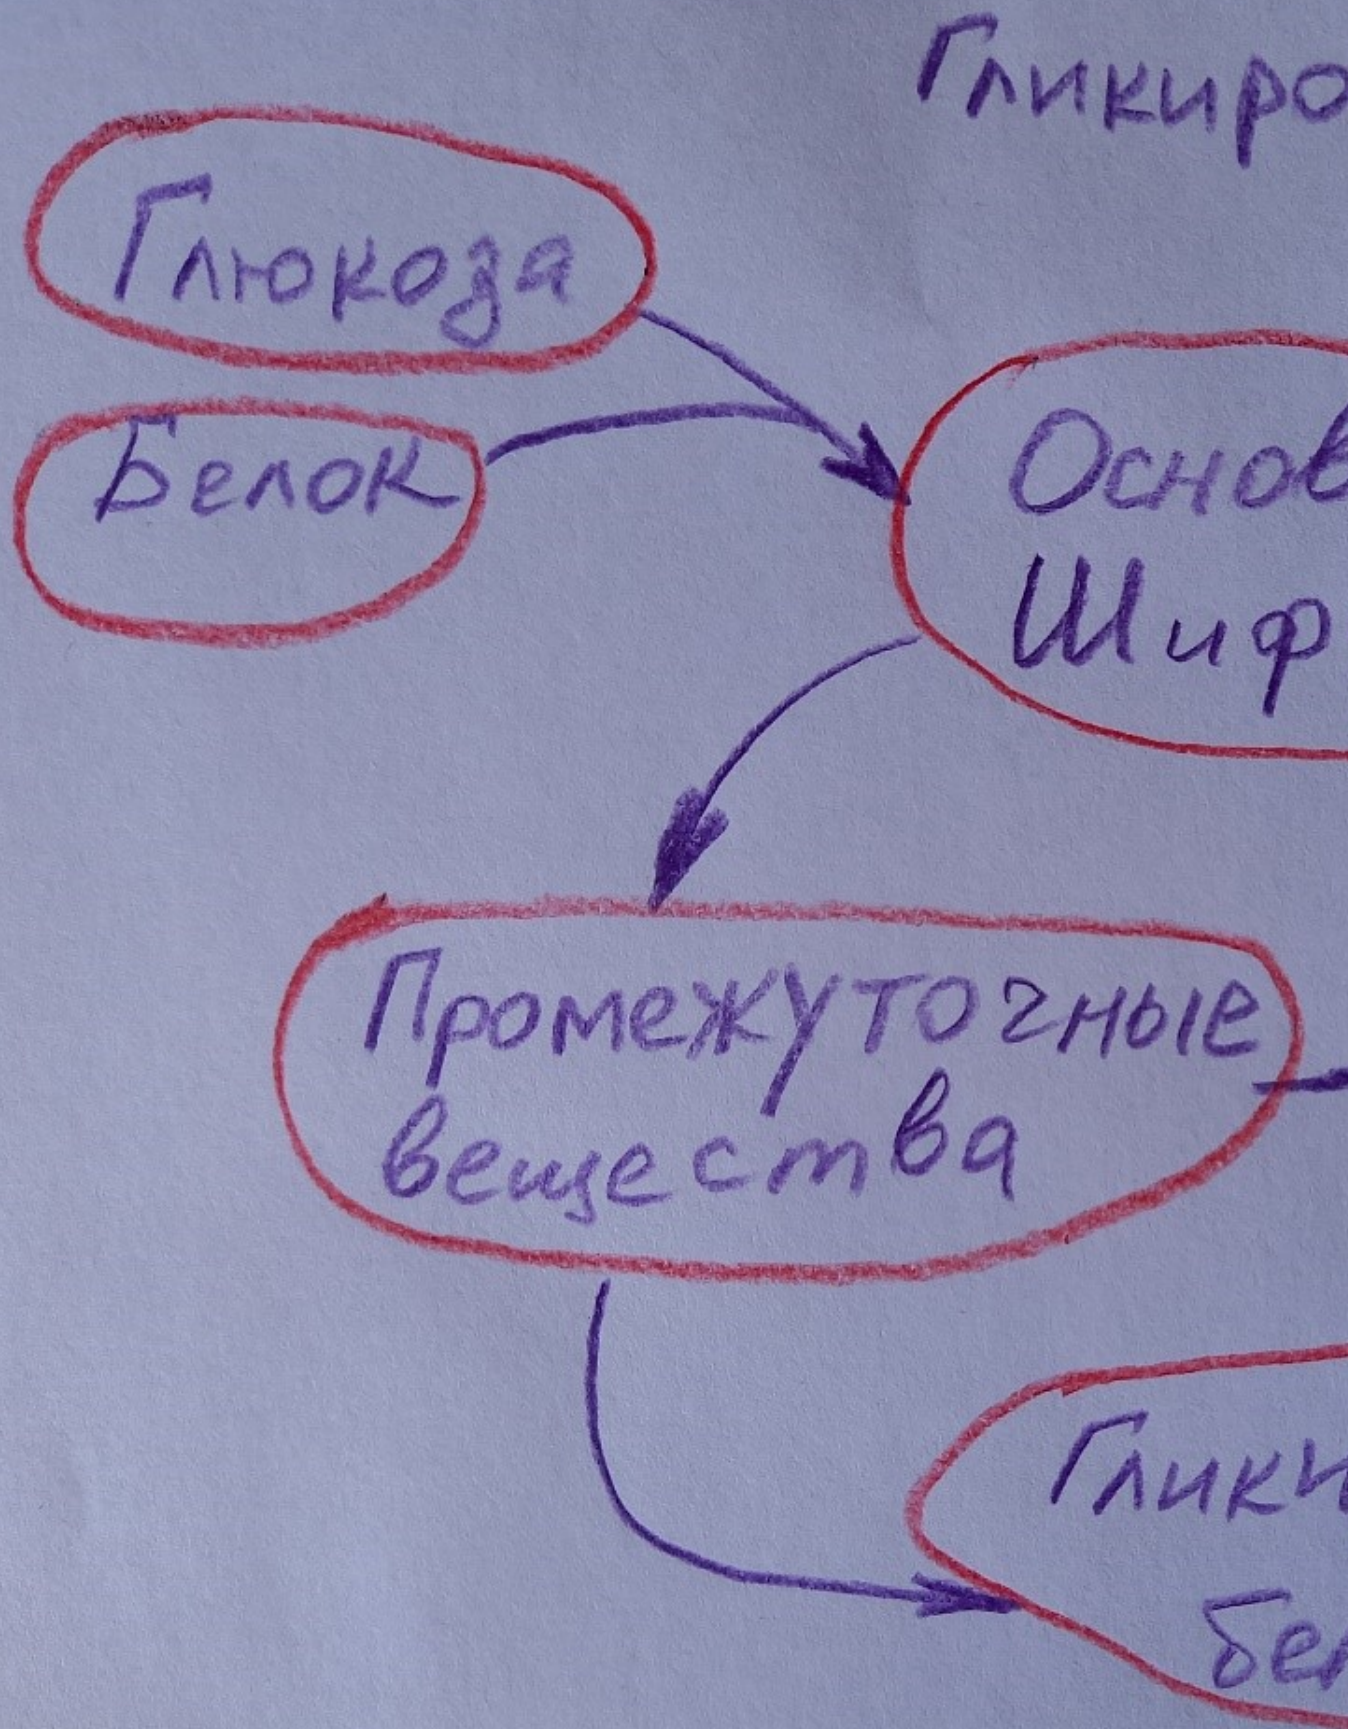 Гликиро
Глюкоза
Белок
Основ
Шиф
Промежуточные
вещества
Глики
бел